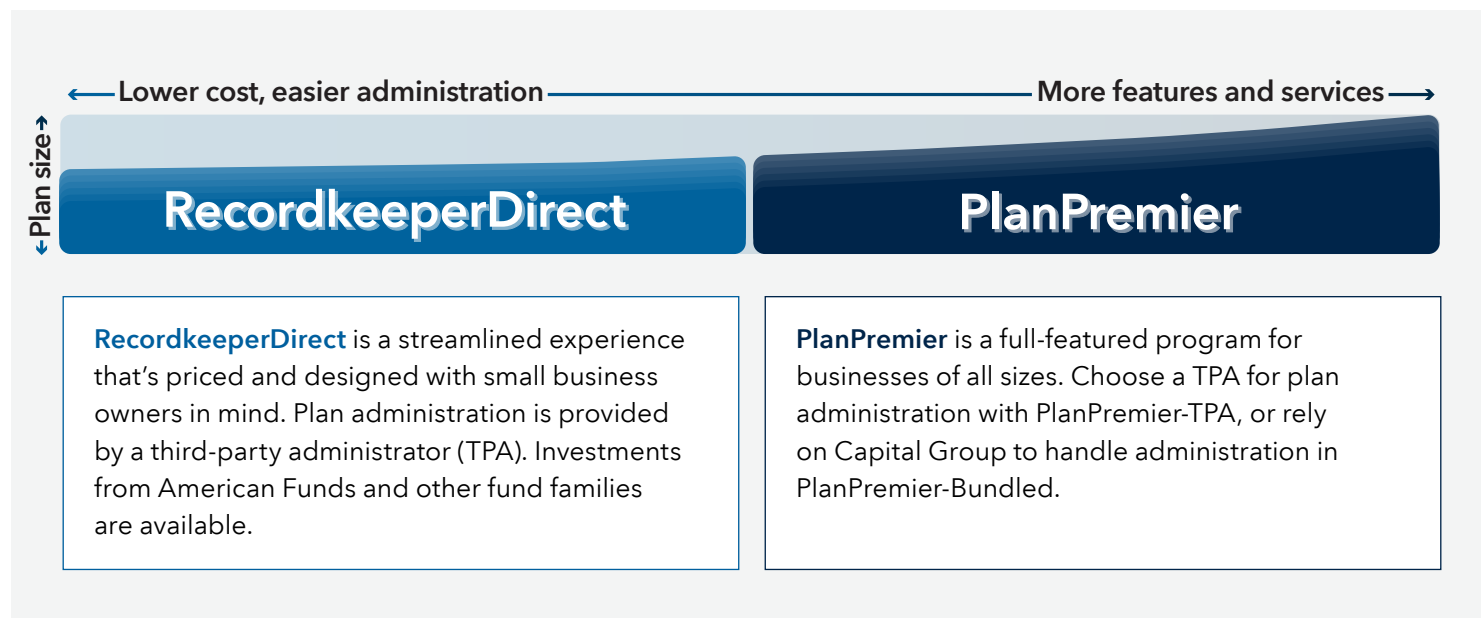 Lower cost, easier administration
More features and services
Plan size
RecordkeeperDirect
PlanPremier
RecordkeeperDirect is a streamlined experience
that’s priced and designed with small business
owners in mind. Plan administration is provided
by a third-party administrator (TPA). Investments
from American Funds and other fund families
are available.
PlanPremier is a full-featured program for
businesses of all sizes. Choose a TPA for plan
administration with PlanPremier-TPA, or rely
on Capital Group to handle administration in
PlanPremier-Bundled.